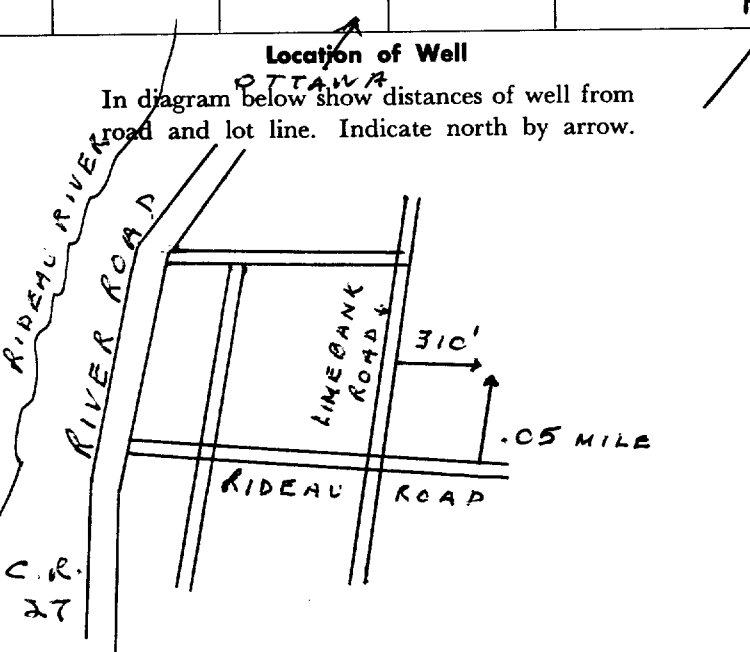 Location of Well
OTTAWA
In diagram below show distances of well from
road and lot line. Indicate north by arrow.
RIDEAU RIVER
RIVER ROAD
LIMEBANK
ROAD
310'
.05 MILE
RIDEAU ROAD
C.R.
27